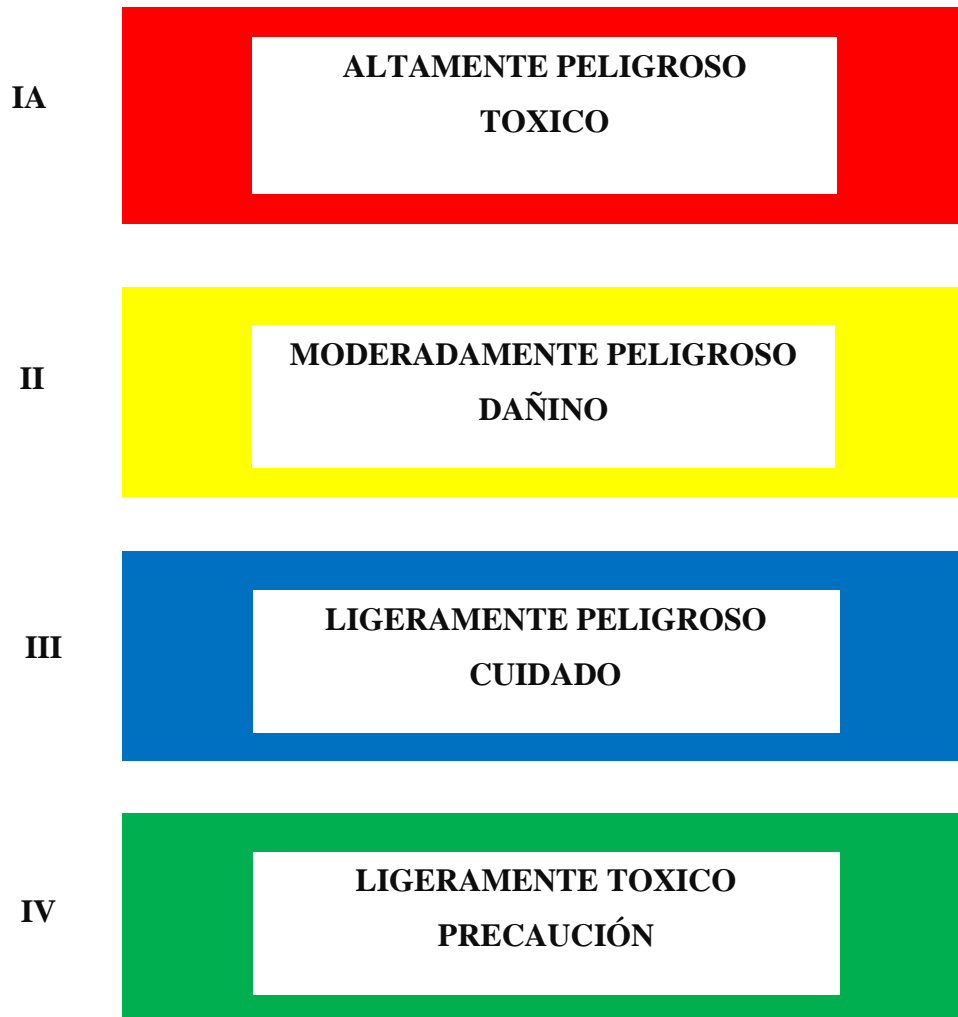 IA
ALTAMENTE PELIGROSO
TOXICO
II
MODERADAMENTE PELIGROSO
DAÑINO
III
LIGERAMENTE PELIGROSO
CUIDADO
IV
LIGERAMENTE TOXICO
PRECAUCIÓN